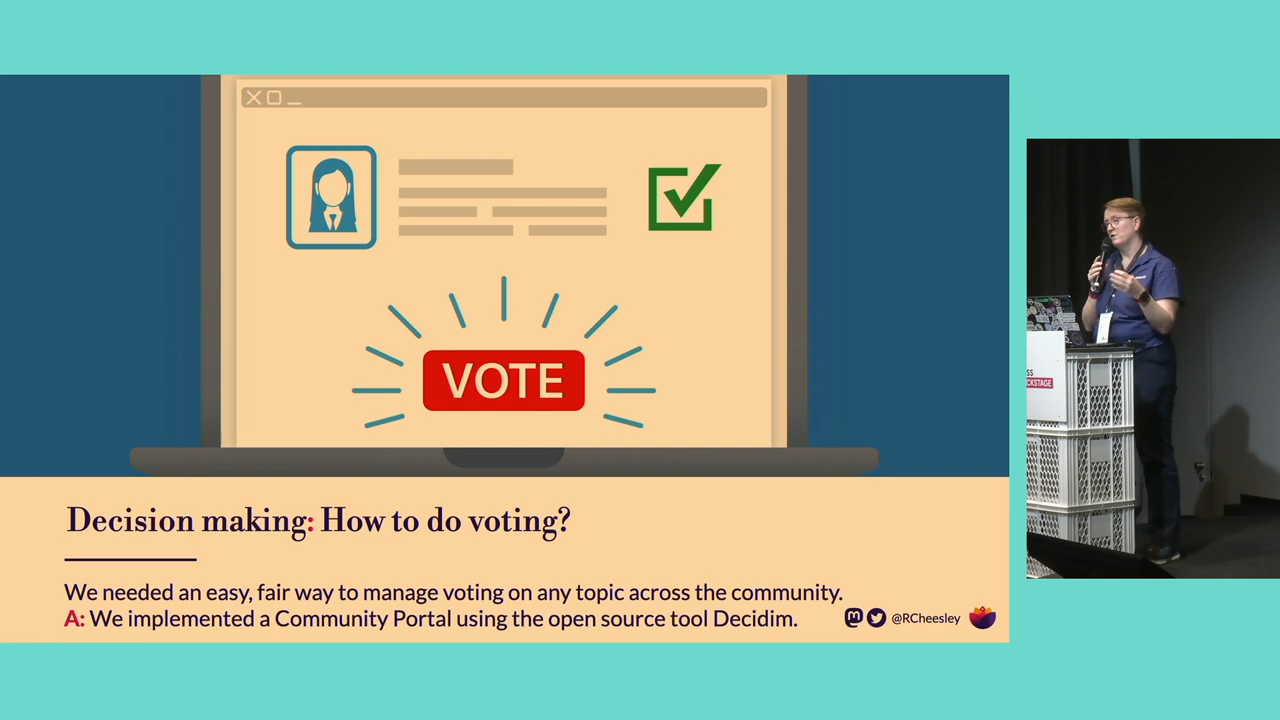 VOTE
Decision making: How to do voting?
We needed an easy, fair way to manage voting on any topic across the community.
A: We implemented a Community Portal using the open source tool Decidim.
@RCheesley